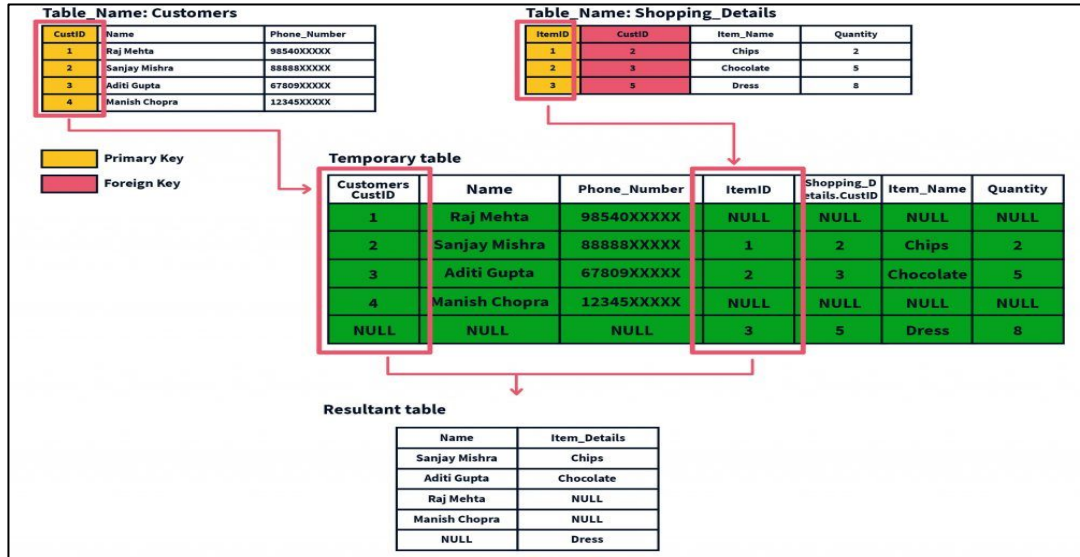 Table_Name: Customers
CustID Name Phone_Number
1 Raj Mehta 98540XXXXX
2 Sanjay Mishra 88888XXXXX
3 Aditi Gupta 67809XXXXX
4 Manish Chopra 12345XXXXX
Table_Name: Shopping_Details
ItemID CustID Item_Name Quantity
1 2 Chips 2
2 3 Chocolate 5
3 5 Dress 8
Primary Key
Foreign Key
Temporary table
Customers
CustID Name Phone_Number ItemID Shopping_D
etails.CustID Item_Name Quantity
1 Raj Mehta 98540XXXXX NULL NULL NULL NULL
2 Sanjay Mishra 88888XXXXX 1 2 Chips 2
3 Aditi Gupta 67809XXXXX 2 3 Chocolate 5
4 Manish Chopra 12345XXXXX NULL NULL NULL NULL
NULL NULL NULL 3 5 Dress 8
Resultant table
Name Item_Details
Sanjay Mishra Chips
Aditi Gupta Chocolate
Raj Mehta NULL
Manish Chopra NULL
NULL Dress